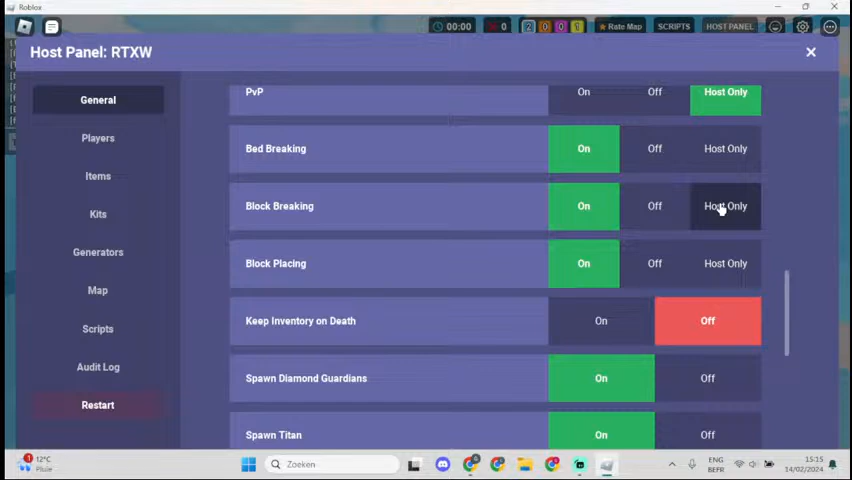 Roblox
00:00
0
2
0
0
1
Rate Map
SCRIPTS
HOST PANEL
Host Panel: RTXW
General
Players
Items
Kits
Generators
Map
Scripts
Audit Log
Restart
PvP On Off Host Only
Bed Breaking On Off Host Only
Block Breaking On Off Host Only
Block Placing On Off Host Only
Keep Inventory on Death On Off
Spawn Diamond Guardians On Off
Spawn Titan On Off
1
12°C
Pluie
Zoeken
ENG
BEFR
15:15
14/02/2024